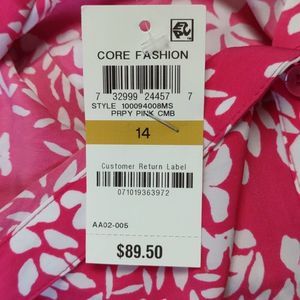 CORE FASHION
7 32999 24457 7
STYLE 100094008MS
PRPY PINK CMB
14
Customer Return Label
071019363972
AA02-005
$89.50